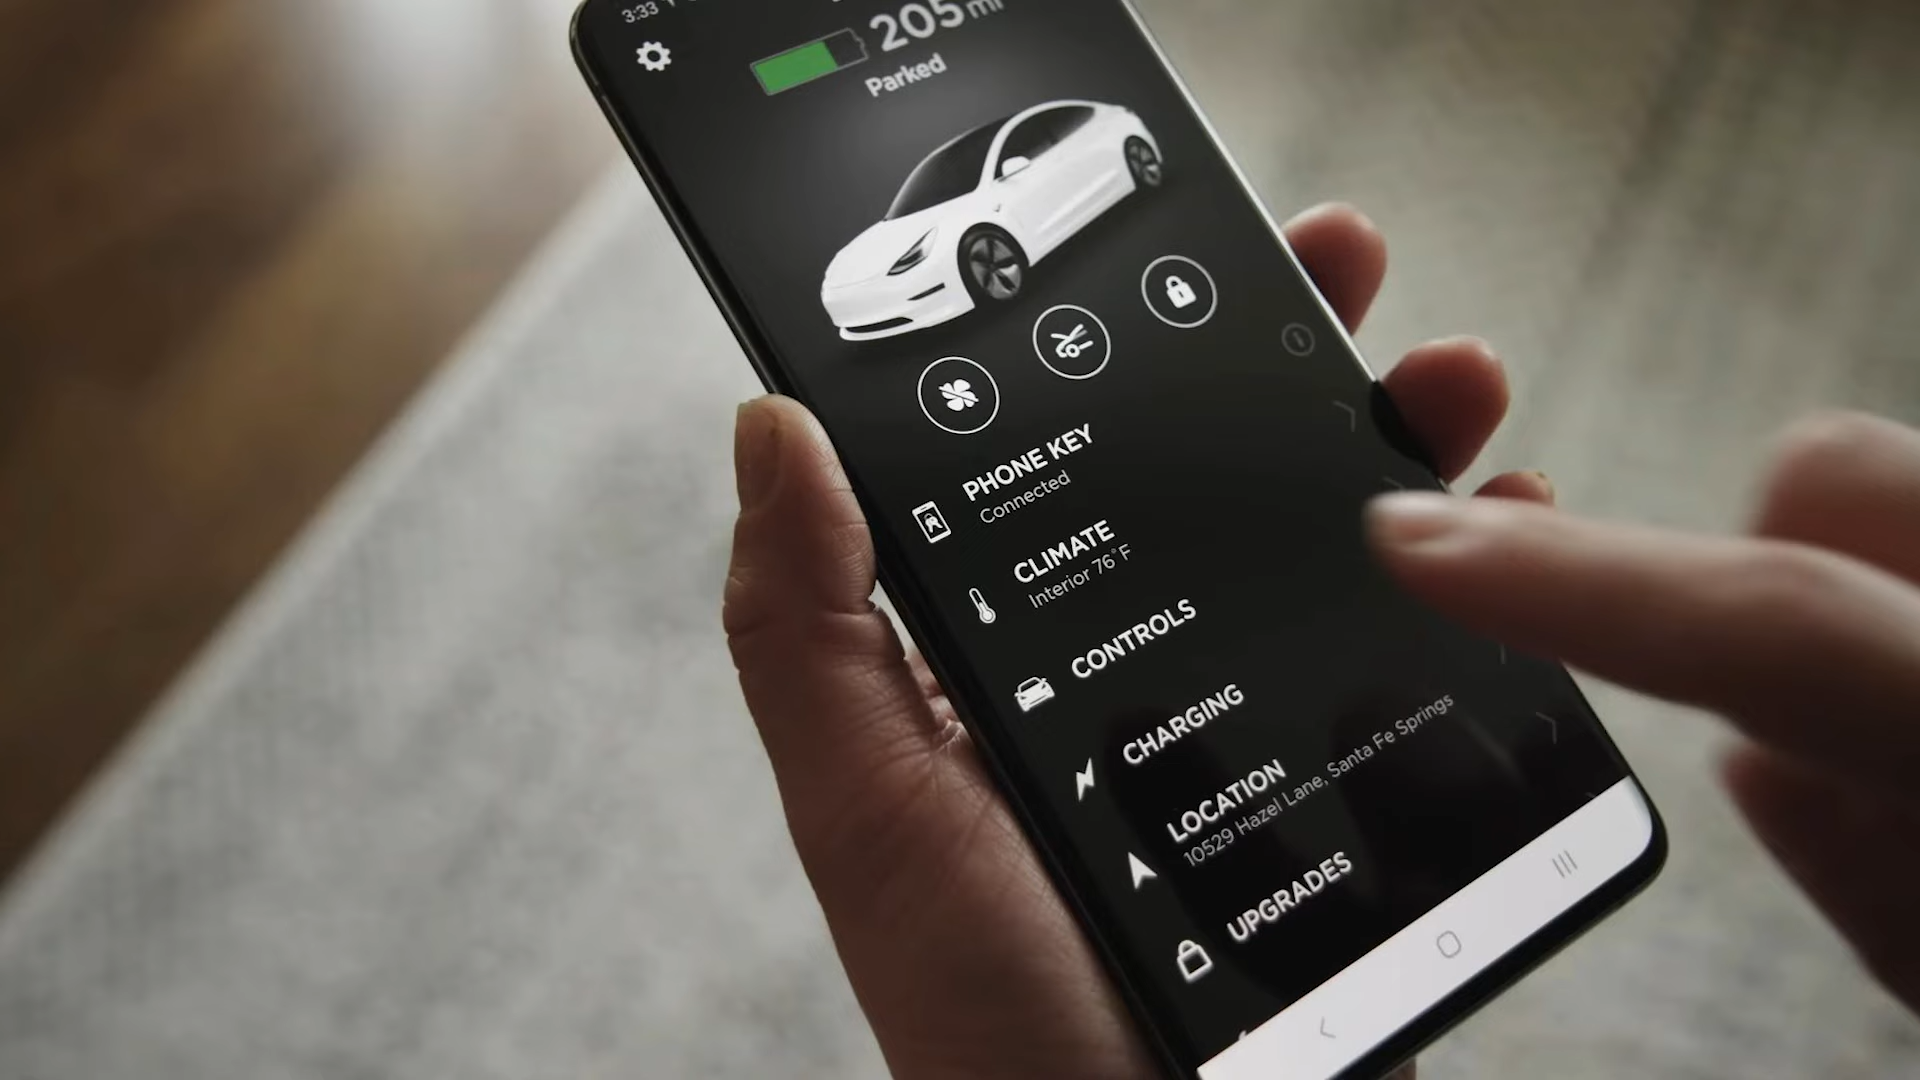 3:33
205 mi
Parked
PHONE KEY
Connected
CLIMATE
Interior 76°F
CONTROLS
CHARGING
LOCATION
10529 Hazel Lane, Santa Fe Springs
UPGRADES